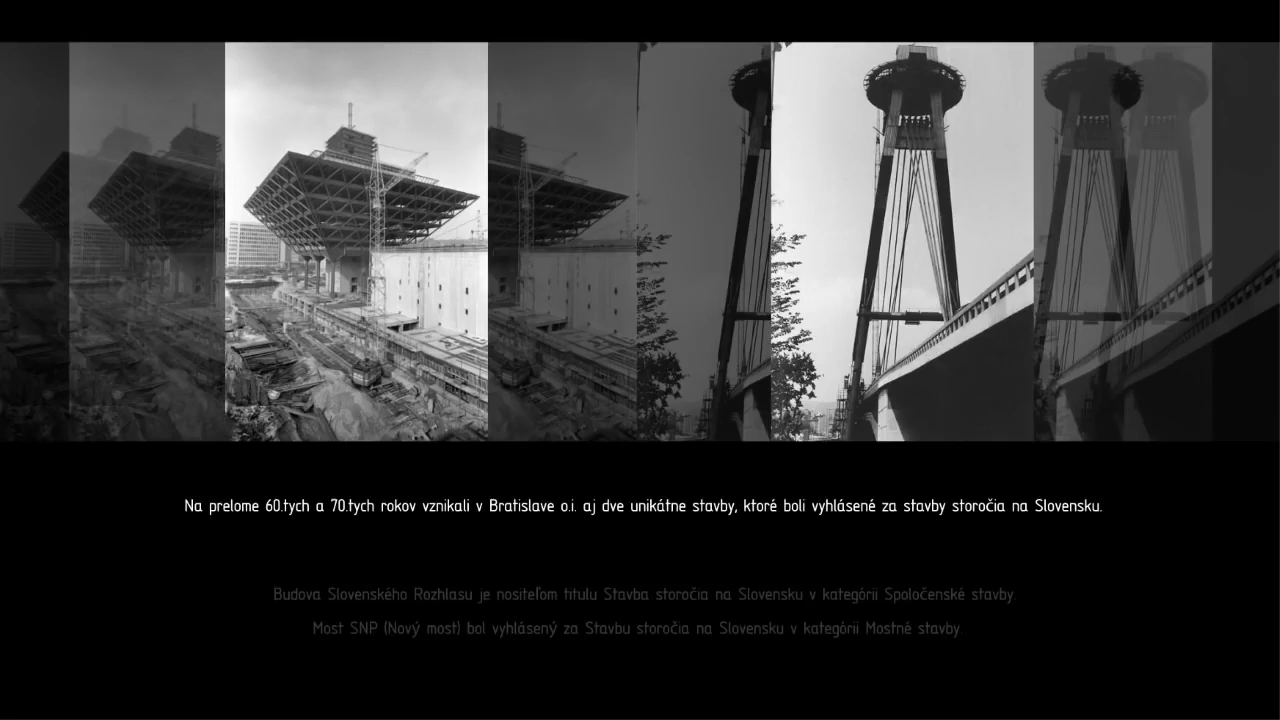 Na prelome 60.tych a 70.tych rokov vznikali v Bratislave o.i. aj dve unikátne stavby, ktoré boli vyhlásené za stavby storočia na Slovensku.
Budova Slovenského Rozhlasu je nositeľom titulu Stavba storočia na Slovensku v kategórii Spoločenské stavby.
Most SNP (Nový most) bol vyhlásený za Stavbu storočia na Slovensku v kategórii Mostné stavby.